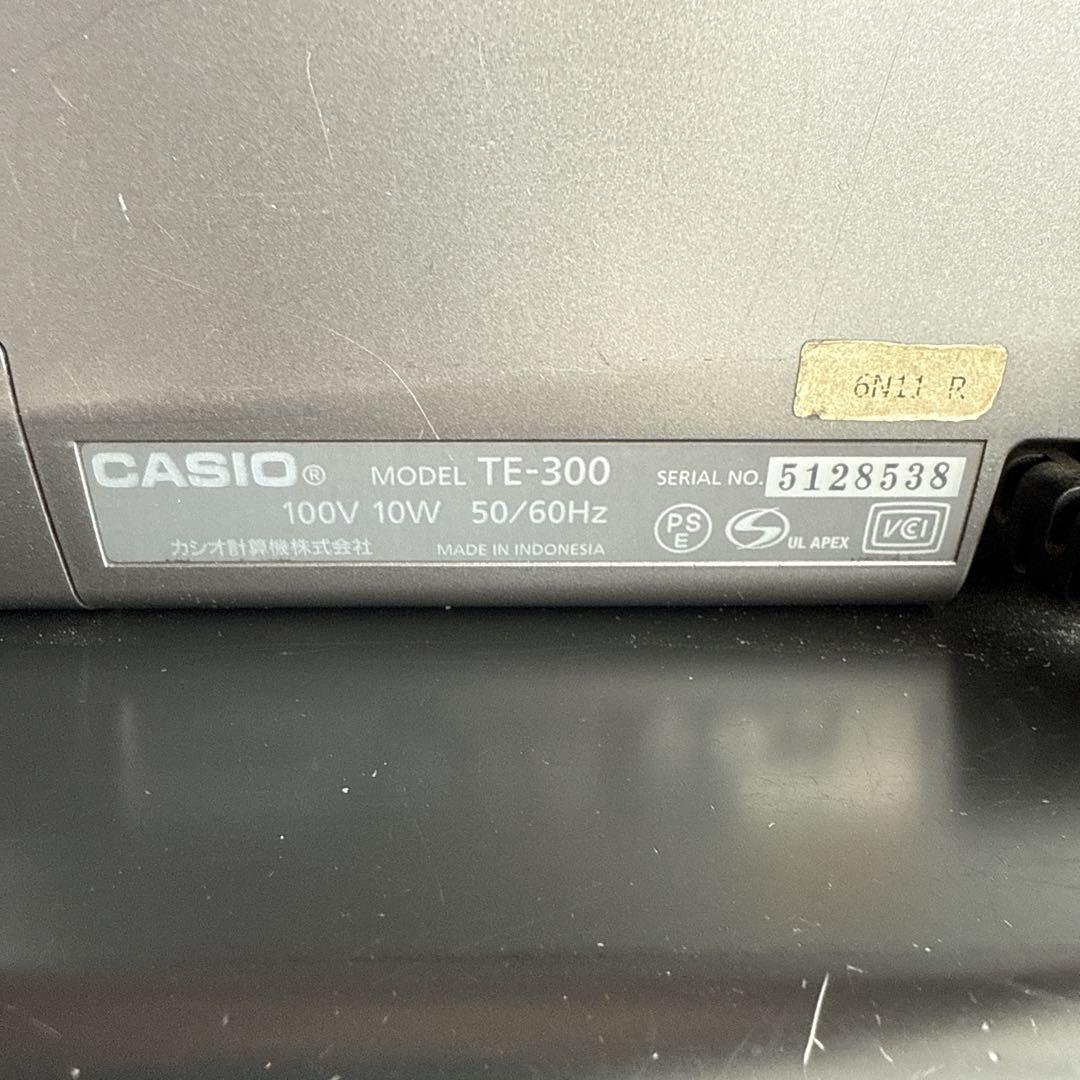 6N11 R
CASIO® MODEL TE-300 SERIAL NO. 5128538
100V 10W 50/60Hz
PS E UL APEX VCI
カシオ計算機株式会社 MADE IN INDONESIA